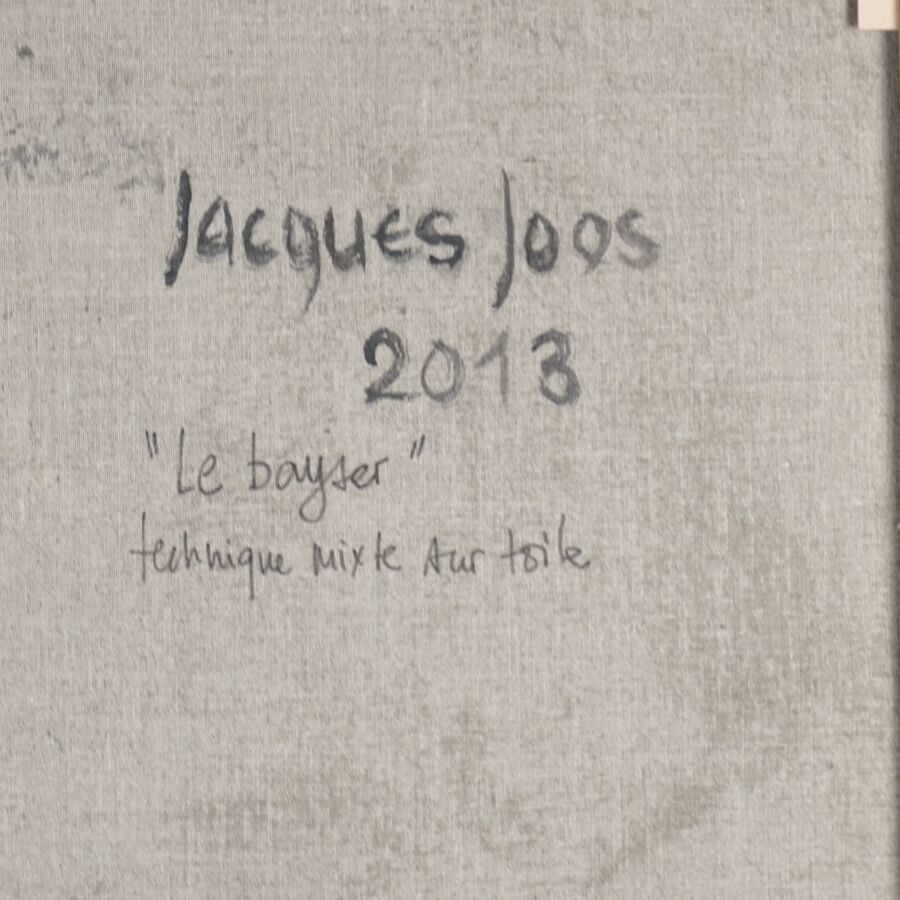 Jacques Joos
2013
"Le bayser"
technique mixte sur toile